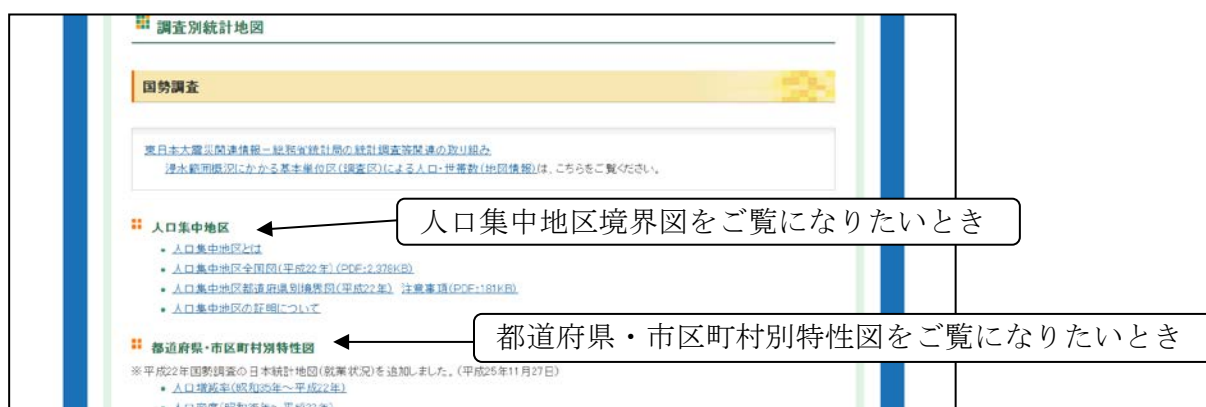 調査別統計地図
国勢調査
東日本大震災関連情報－総務省統計局の統計調査等関連の取り組み
浸水範囲概況にかかる基本単位区(調査区)による人口・世帯数(地図情報)は、こちらをご覧ください。
人口集中地区境界図をご覧になりたいとき
人口集中地区
人口集中地区とは
人口集中地区全国図(平成22年)(PDF:2,378KB)
人口集中地区都道府県別境界図(平成22年) 注意事項(PDF:181KB)
人口集中地区の証明について
都道府県・市区町村別特性図をご覧になりたいとき
都道府県・市区町村別特性図
※平成22年国勢調査の日本統計地図(就業状況)を追加しました。(平成25年11月27日)
人口増減率(昭和35年～平成22年)